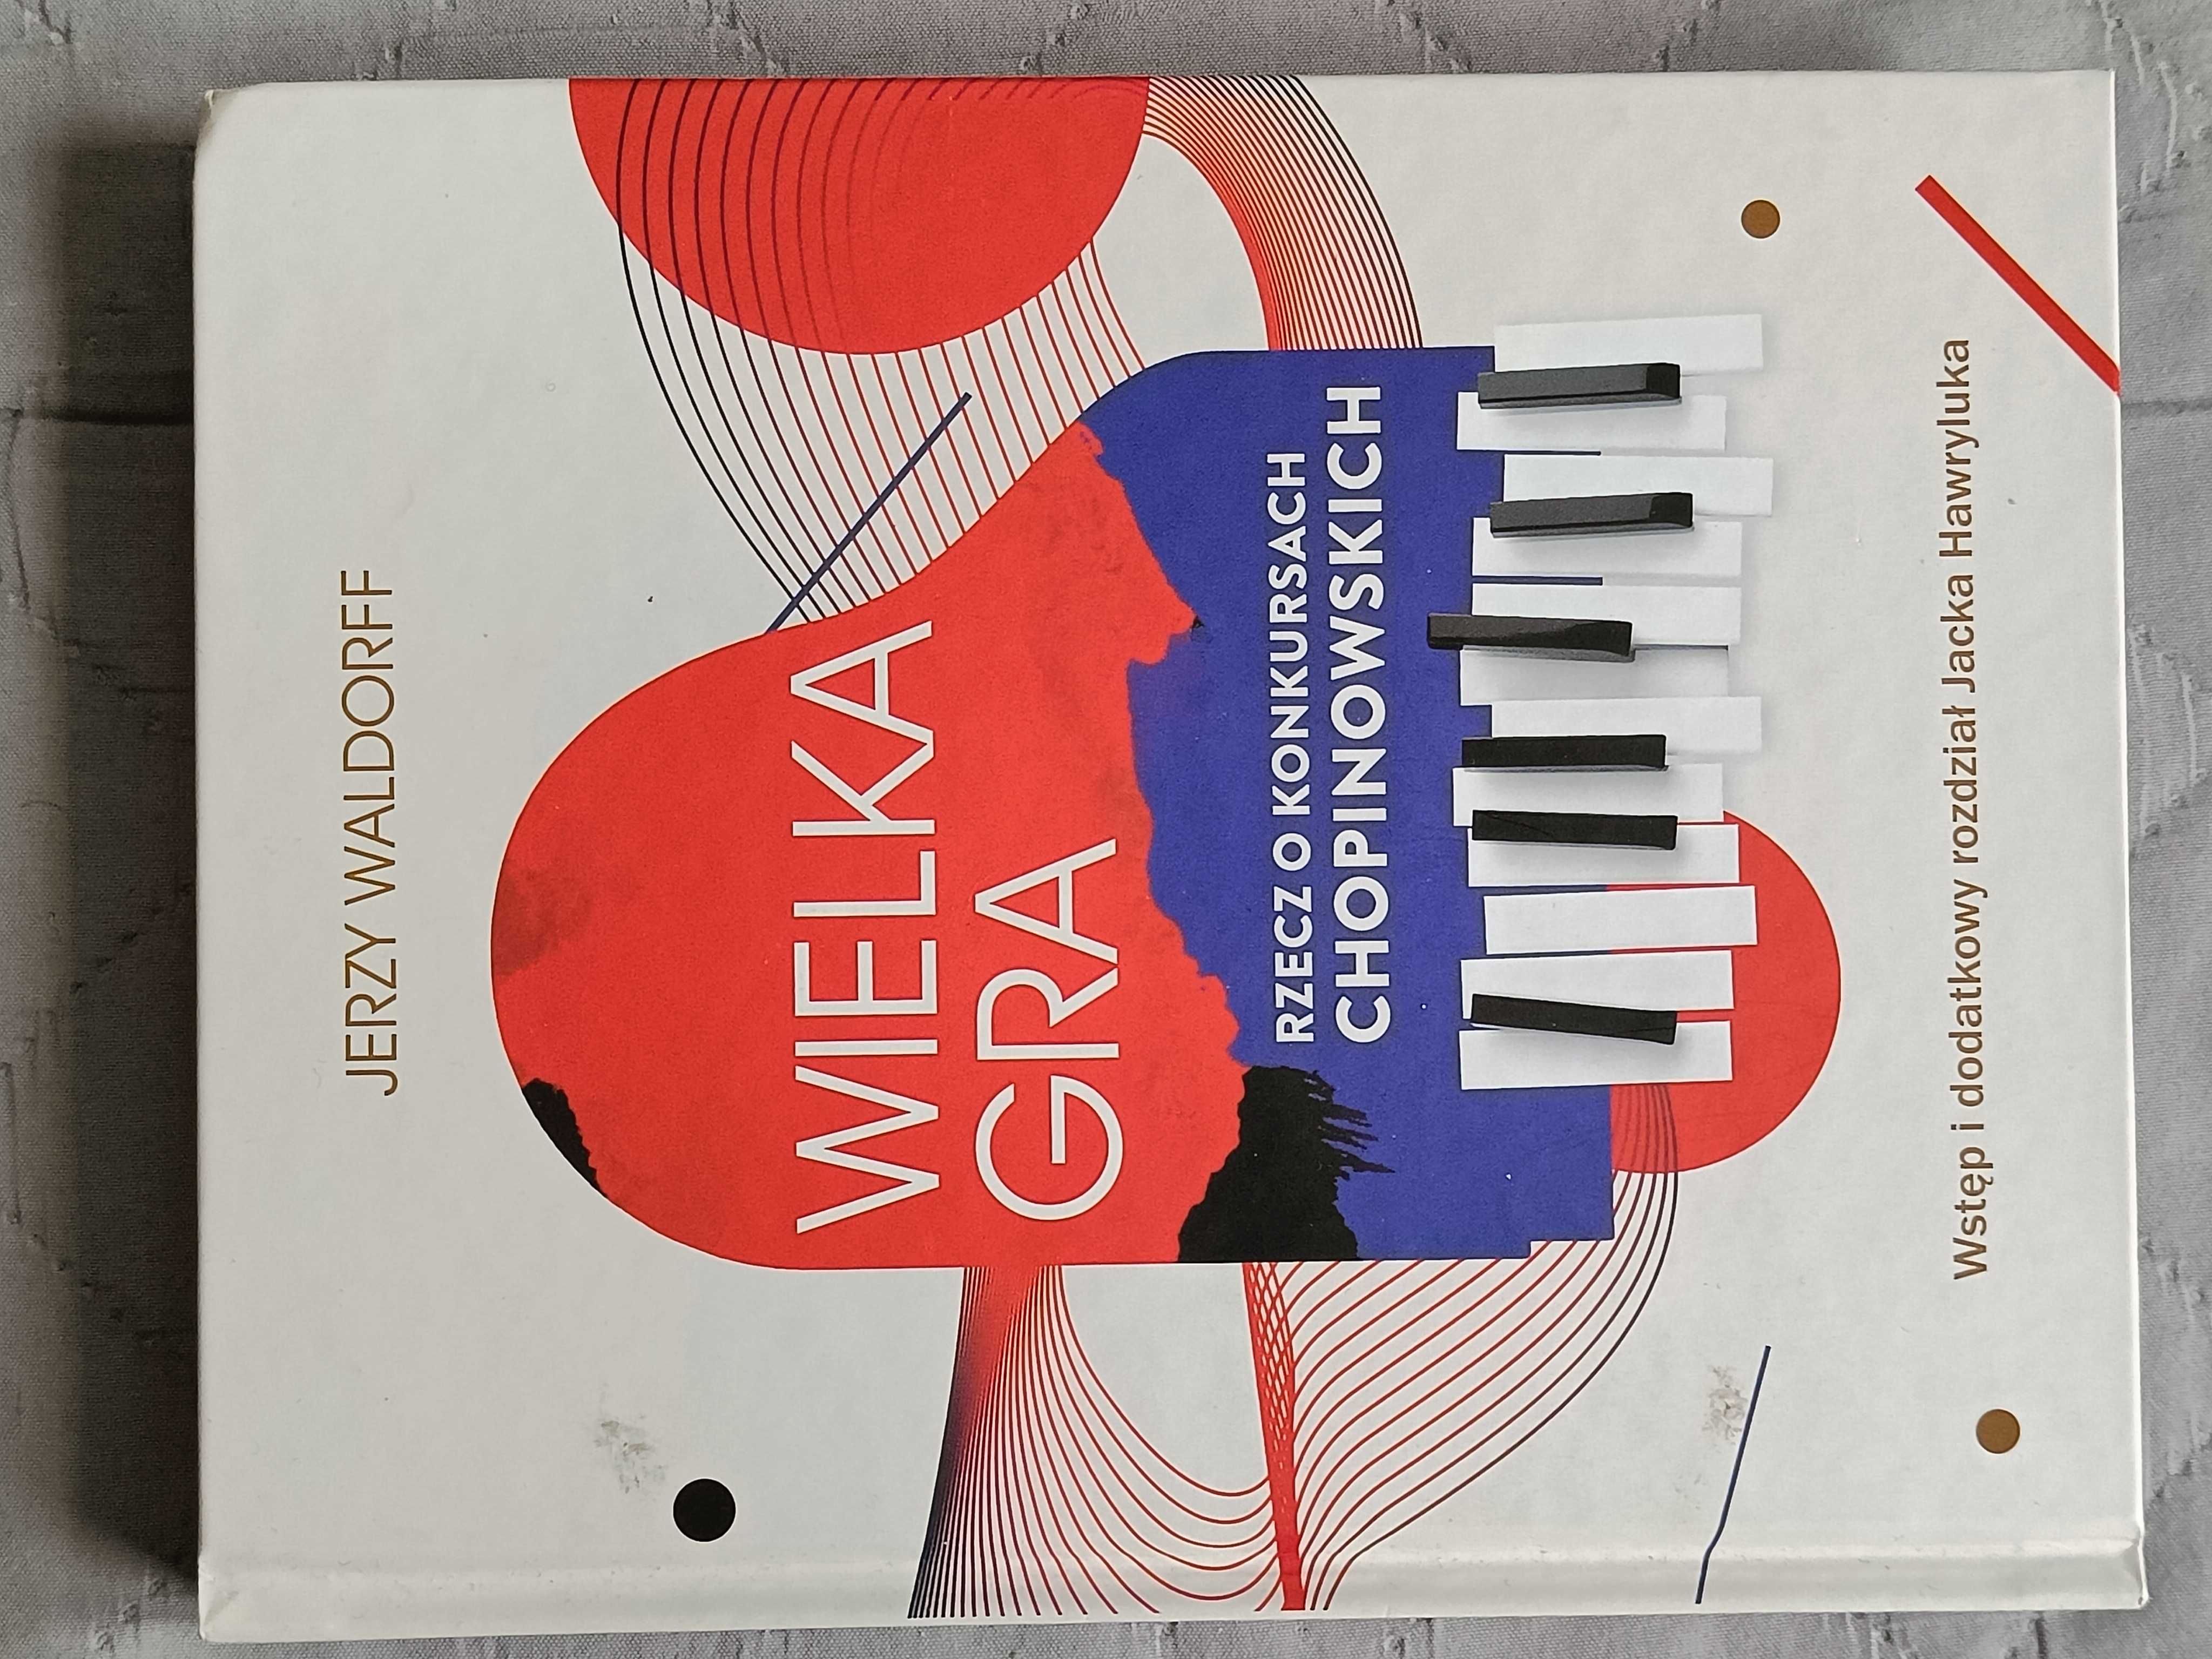 JERZY WALDORFF
WIELKA
GRA
RZECZ O KONKURSACH
CHOPINOWSKICH
Wstęp i dodatkowy rozdział Jacka Hawryluka